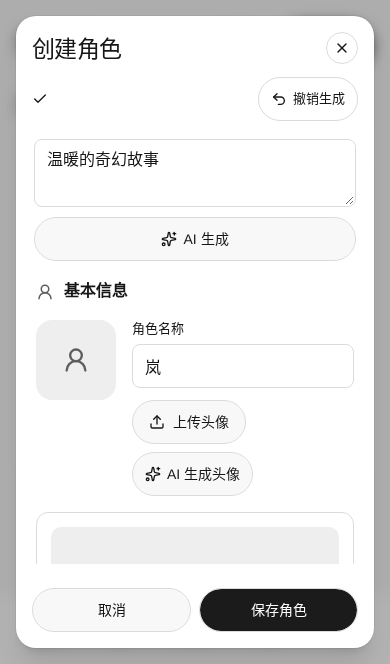 创建角色
撤销生成
温暖的奇幻故事
AI 生成
基本信息
角色名称
岚
上传头像
AI 生成头像
取消
保存角色